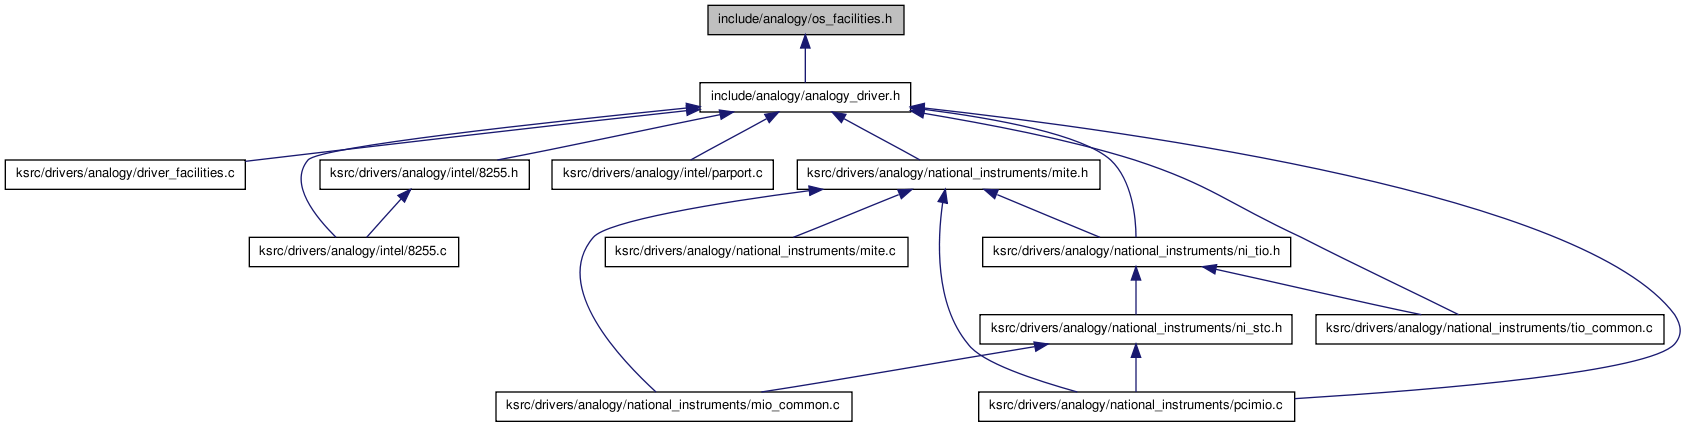 include/analogy/os_facilities.h
include/analogy/analogy_driver.h
ksrc/drivers/analogy/driver_facilities.c
ksrc/drivers/analogy/intel/8255.h
ksrc/drivers/analogy/intel/parport.c
ksrc/drivers/analogy/national_instruments/mite.h
ksrc/drivers/analogy/intel/8255.c
ksrc/drivers/analogy/national_instruments/mite.c
ksrc/drivers/analogy/national_instruments/ni_tio.h
ksrc/drivers/analogy/national_instruments/ni_stc.h
ksrc/drivers/analogy/national_instruments/tio_common.c
ksrc/drivers/analogy/national_instruments/mio_common.c
ksrc/drivers/analogy/national_instruments/pcimio.c